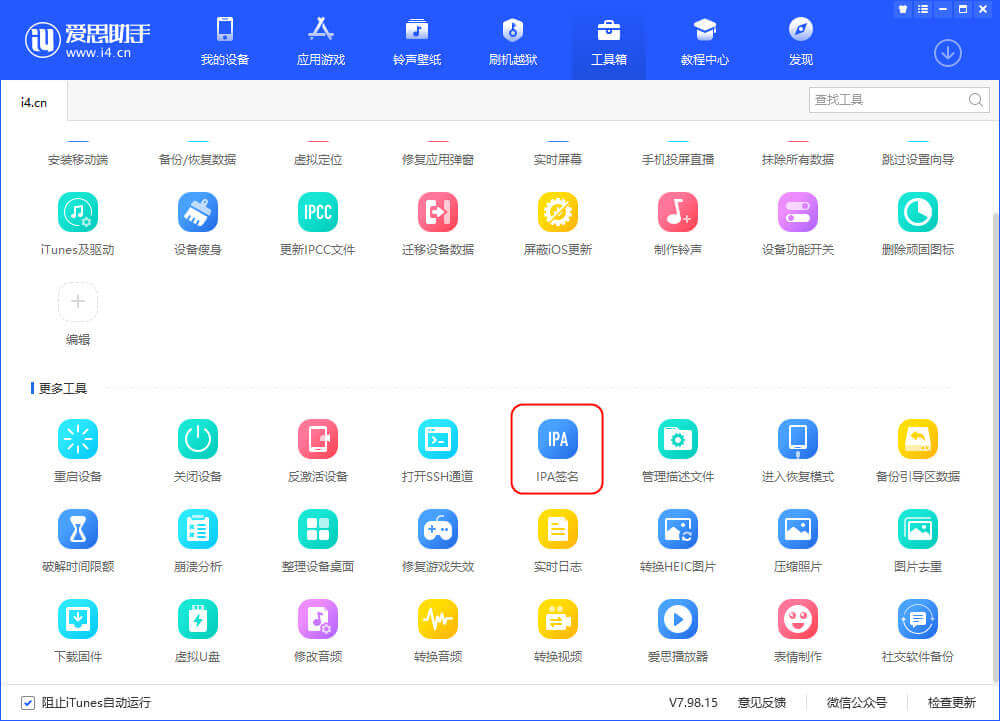 iU 爱思助手
www.i4.cn
我的设备 应用游戏 铃声壁纸 刷机越狱 工具箱 教程中心 发现
i4.cn 查找工具
安装移动端 备份/恢复数据 虚拟定位 修复应用弹窗 实时屏幕 手机投屏直播 抹除所有数据 跳过设置向导
IPCC
iTunes及驱动 设备瘦身 更新IPCC文件 迁移设备数据 屏蔽iOS更新 制作铃声 设备功能开关 删除顽固图标
编辑
更多工具
IPA
重启设备 关闭设备 反激活设备 打开SSH通道 IPA签名 管理描述文件 进入恢复模式 备份引导区数据
破解时间限额 崩溃分析 整理设备桌面 修复游戏失效 实时日志 转换HEIC图片 压缩照片 图片去重
下载固件 虚拟U盘 修改音频 转换音频 转换视频 爱思播放器 表情制作 社交软件备份
阻止iTunes自动运行 V7.98.15 意见反馈 微信公众号 检查更新